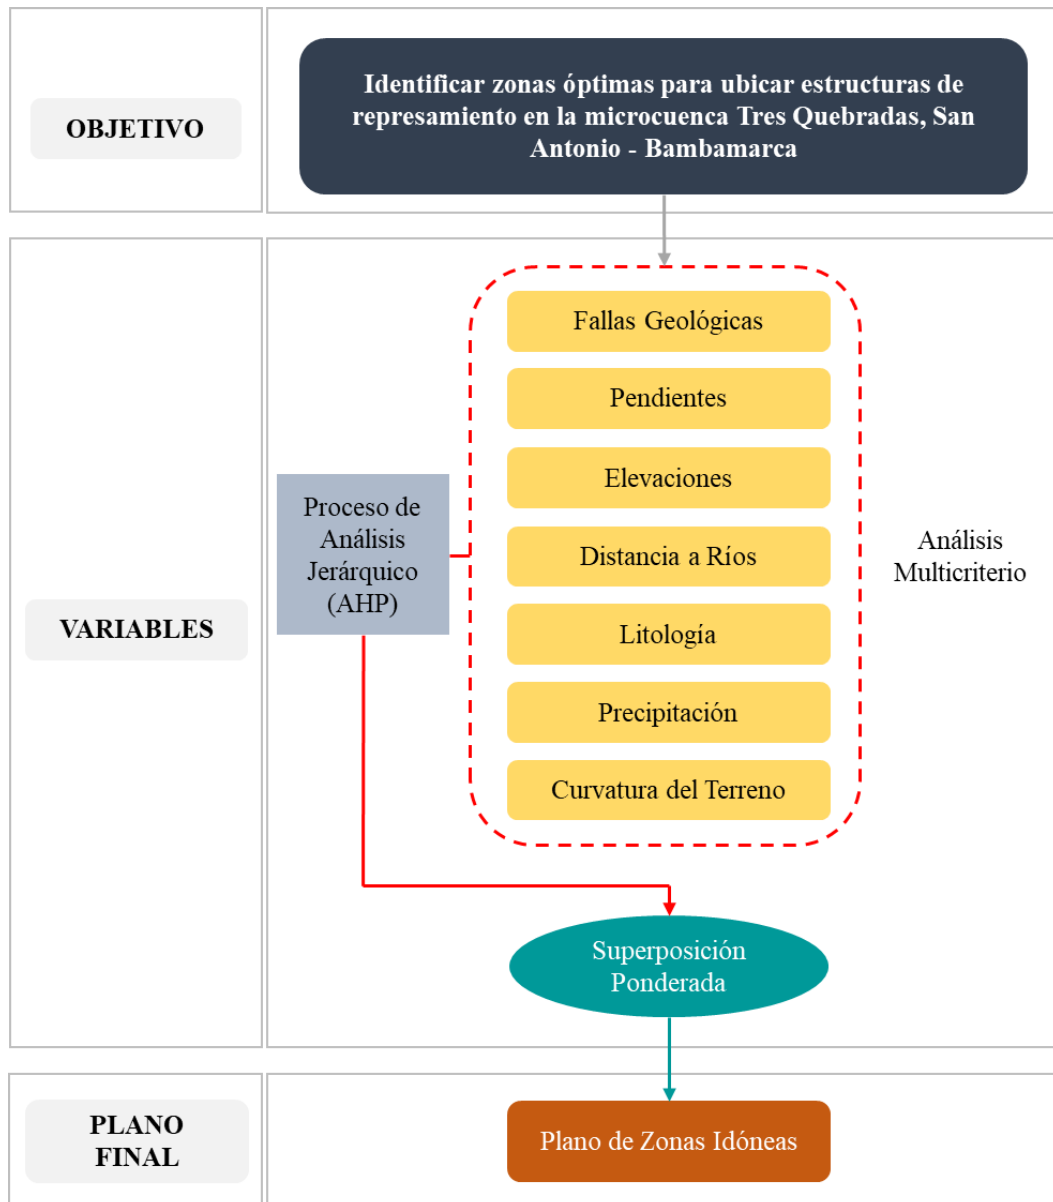 OBJETIVO
Identificar zonas óptimas para ubicar estructuras de
represamiento en la microcuenca Tres Quebradas, San
Antonio - Bambamarca
VARIABLES
Proceso de
Análisis
Jerárquico
(AHP)
Fallas Geológicas
Pendientes
Elevaciones
Distancia a Ríos
Litología
Precipitación
Curvatura del Terreno
Análisis
Multicriterio
Superposición
Ponderada
PLANO
FINAL
Plano de Zonas Idóneas